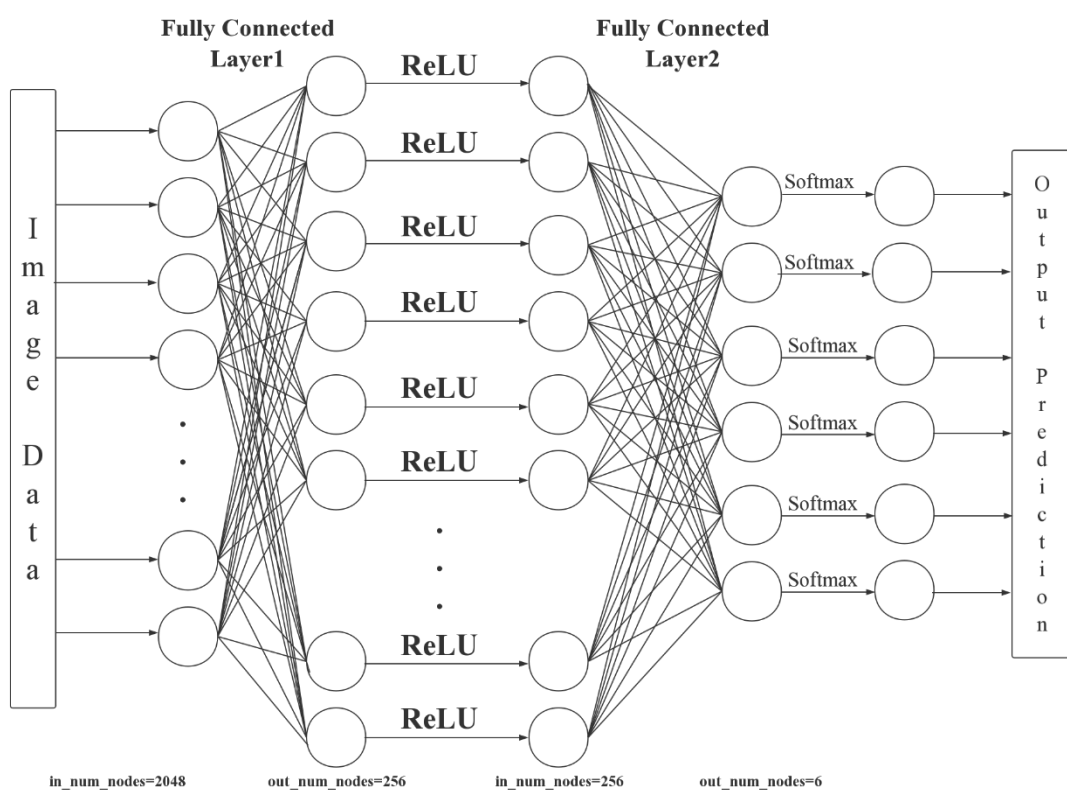 Fully Connected
Layer1
Fully Connected
Layer2
Image Data
ReLU
ReLU
ReLU
ReLU
ReLU
ReLU
ReLU
ReLU
Softmax
Softmax
Softmax
Softmax
Softmax
Softmax
Output Prediction
in_num_nodes=2048
out_num_nodes=256
in_num_nodes=256
out_num_nodes=6